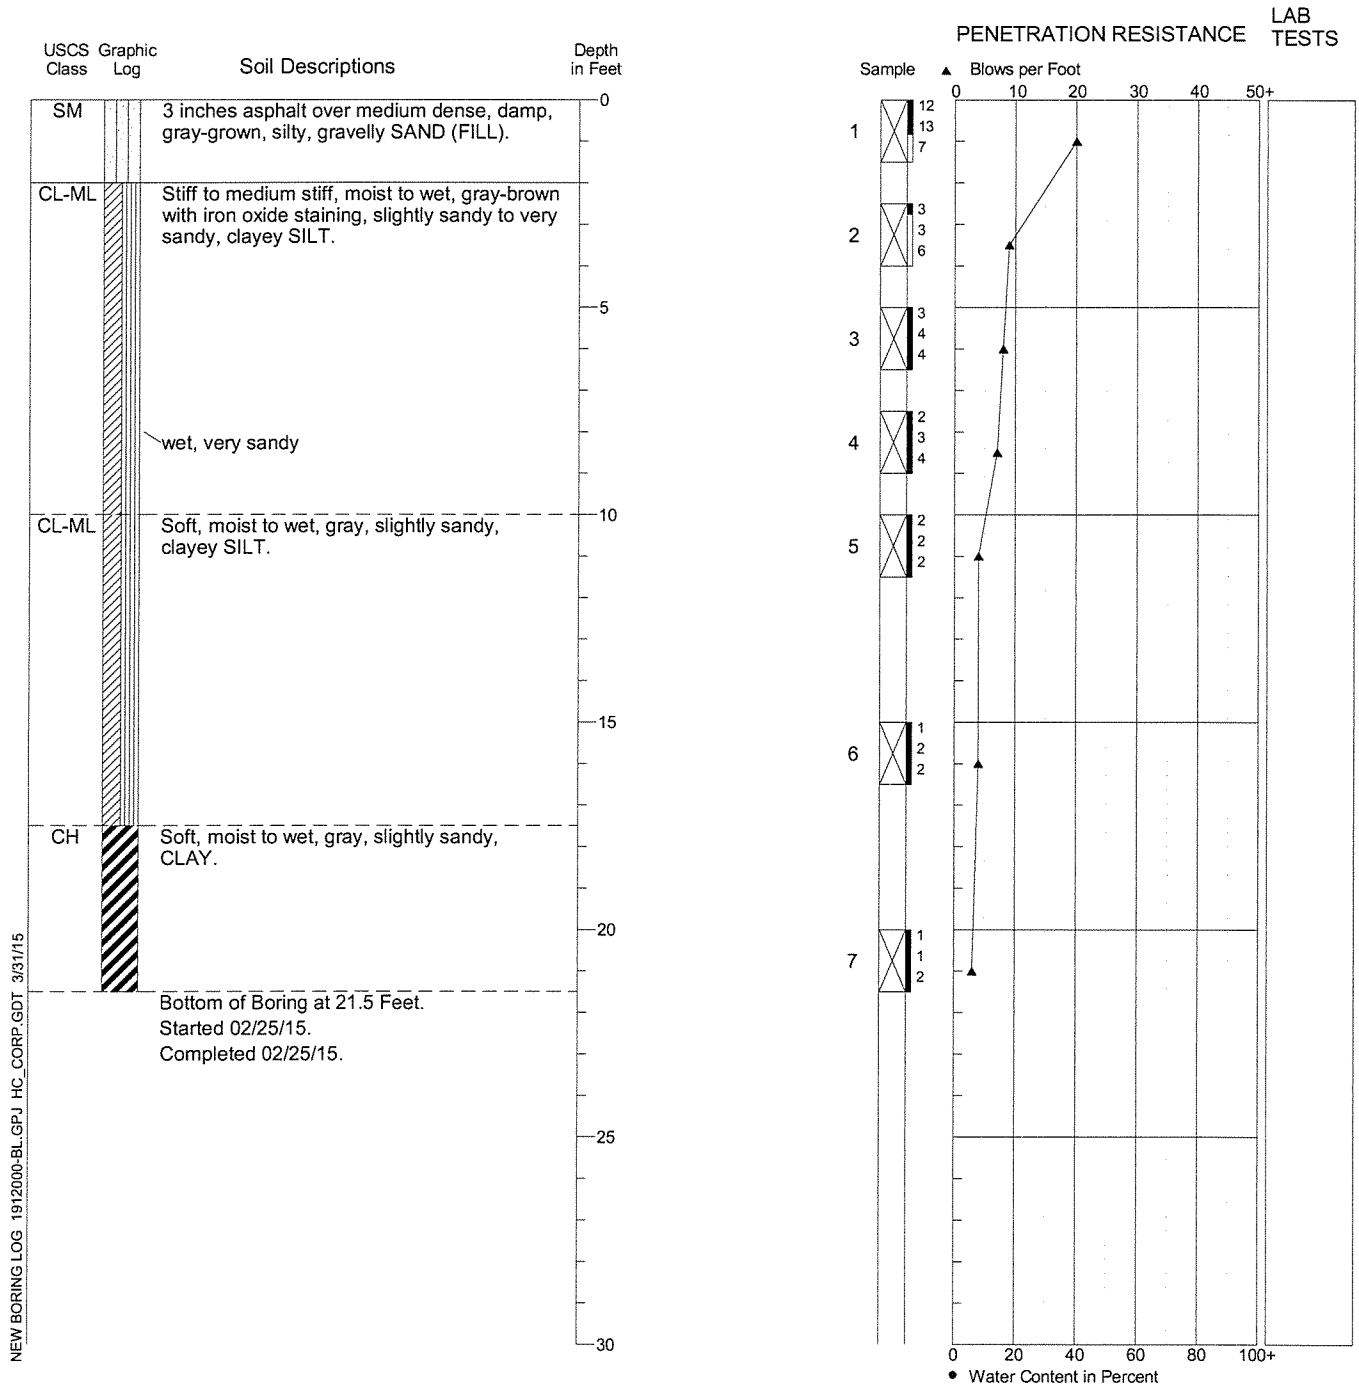 USCS Class
Graphic Log
Soil Descriptions
Depth in Feet
PENETRATION RESISTANCE
LAB TESTS
Sample
▲ Blows per Foot
0 10 20 30 40 50+
SM
3 inches asphalt over medium dense, damp,
gray-grown, silty, gravelly SAND (FILL).
0
1
12
13
7
CL-ML
Stiff to medium stiff, moist to wet, gray-brown
with iron oxide staining, slightly sandy to very
sandy, clayey SILT.
2
3
3
6
5
3
3
4
4
wet, very sandy
4
2
3
4
CL-ML
Soft, moist to wet, gray, slightly sandy,
clayey SILT.
10
5
2
2
2
15
6
1
2
2
CH
Soft, moist to wet, gray, slightly sandy,
CLAY.
20
7
1
1
2
Bottom of Boring at 21.5 Feet.
Started 02/25/15.
Completed 02/25/15.
25
30
0 20 40 60 80 100+
● Water Content in Percent
NEW BORING LOG 1912000-BL.GPJ HC_CORP.GDT 3/31/15